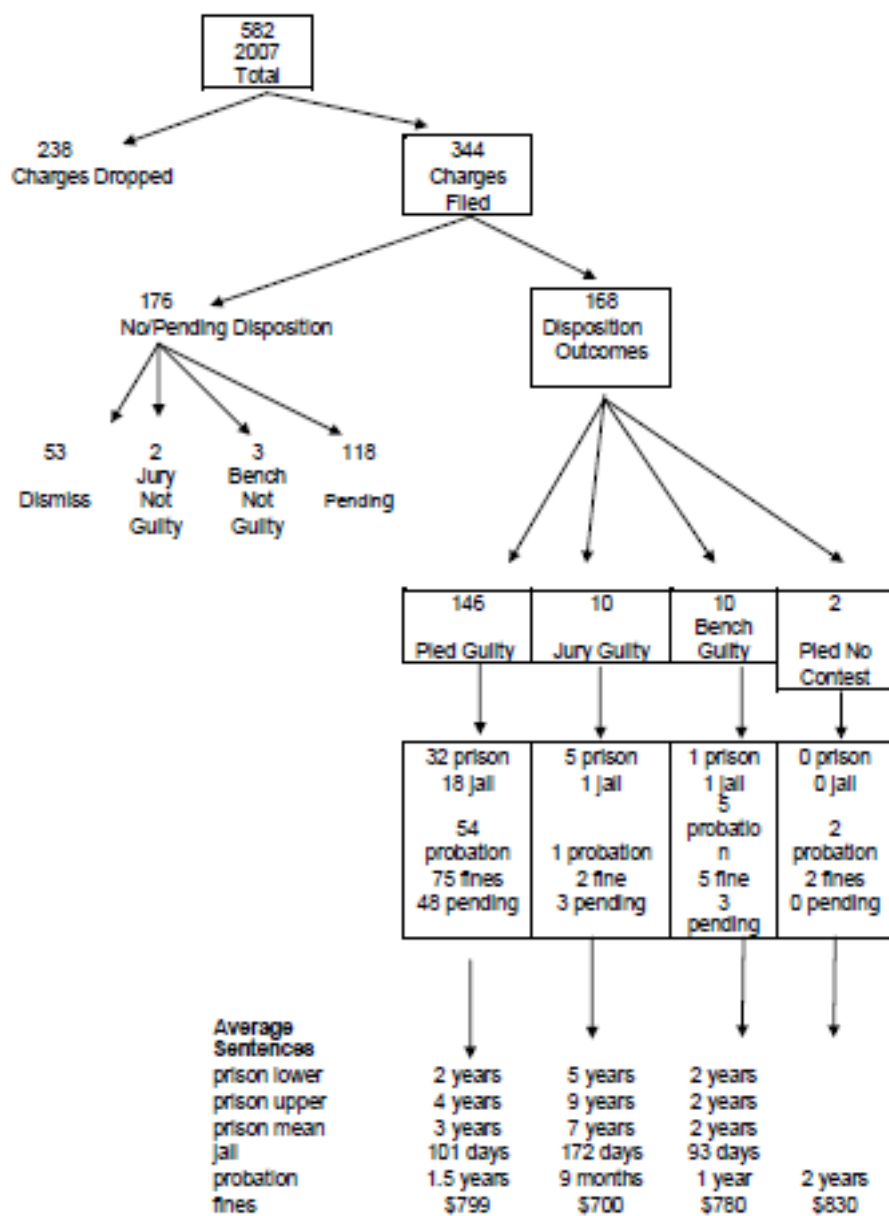 582
2007
Total
238
Charges Dropped
344
Charges
Filed
176
No/Pending Disposition
168
Disposition
Outcomes
53
Dismiss
2
Jury
Not
Guilty
3
Bench
Not
Guilty
118
Pending
146
Pled Guilty
10
Jury Guilty
10
Bench
Guilty
2
Pled No
Contest
32 prison
18 jail
54
probation
75 fines
48 pending
5 prison
1 jail
1 probation
2 fine
3 pending
1 prison
1 jail
5
probatio
n
5 fine
3
pending
0 prison
0 jail
2
probation
2 fines
0 pending
Average
Sentences
prison lower 2 years 5 years 2 years
prison upper 4 years 9 years 2 years
prison mean 3 years 7 years 2 years
jail 101 days 172 days 93 days
probation 1.5 years 9 months 1 year 2 years
fines $799 $700 $780 $830